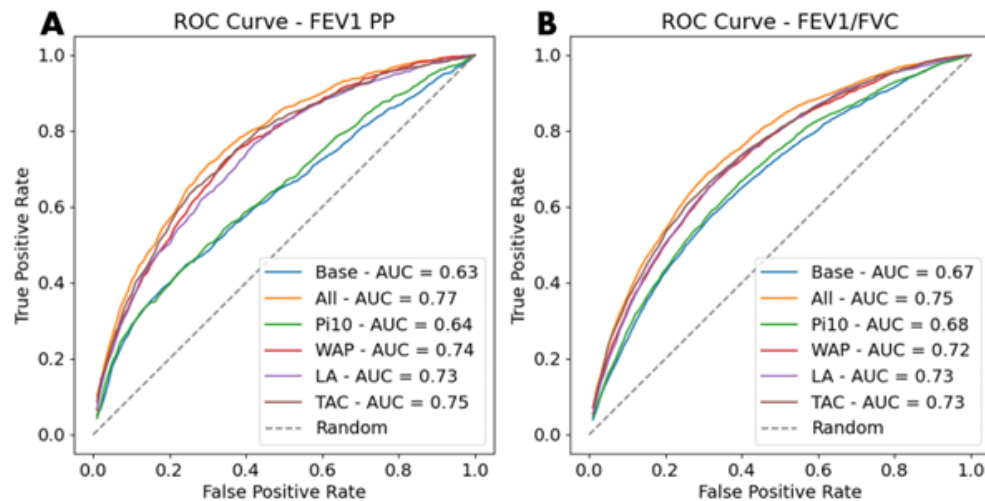 A ROC Curve - FEV1 PP
1.0
0.8
0.6
0.4
0.2
0.0
True Positive Rate
Base - AUC = 0.63
All - AUC = 0.77
Pi10 - AUC = 0.64
WAP - AUC = 0.74
LA - AUC = 0.73
TAC - AUC = 0.75
Random
0.0 0.2 0.4 0.6 0.8 1.0
False Positive Rate
B ROC Curve - FEV1/FVC
1.0
0.8
0.6
0.4
0.2
0.0
True Positive Rate
Base - AUC = 0.67
All - AUC = 0.75
Pi10 - AUC = 0.68
WAP - AUC = 0.72
LA - AUC = 0.73
TAC - AUC = 0.73
Random
0.0 0.2 0.4 0.6 0.8 1.0
False Positive Rate